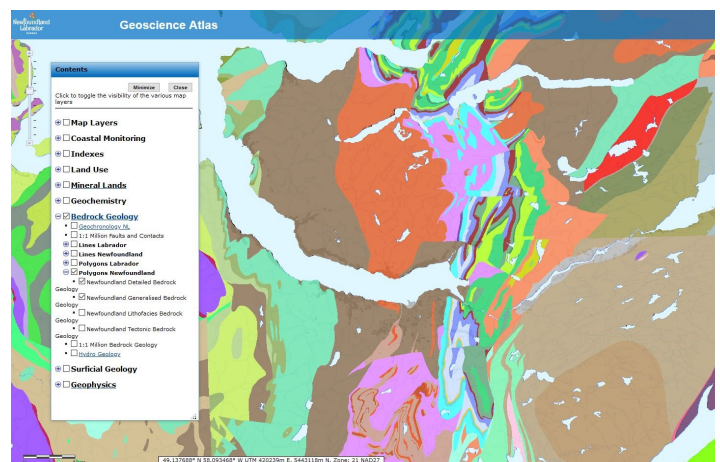 Newfoundland
Labrador
Geoscience Atlas
Contents
Minimize Close
Click to toggle the visibility of the various map
layers
Map Layers
Coastal Monitoring
Indexes
Land Use
Mineral Lands
Geochemistry
Bedrock Geology
Geochronology NL
1:1 Million Faults and Contacts
Lines Labrador
Lines Newfoundland
Polygons Labrador
Polygons Newfoundland
Newfoundland Detailed Bedrock
Geology
Newfoundland Generalised Bedrock
Geology
Newfoundland Lithofacies Bedrock
Geology
Newfoundland Tectonic Bedrock
Geology
1:1 Million Bedrock Geology
Hydro Geology
Surficial Geology
Geophysics
49.137688° N 58.093468° W UTM 420239m E, 5443118m N, Zone: 21 NAD27